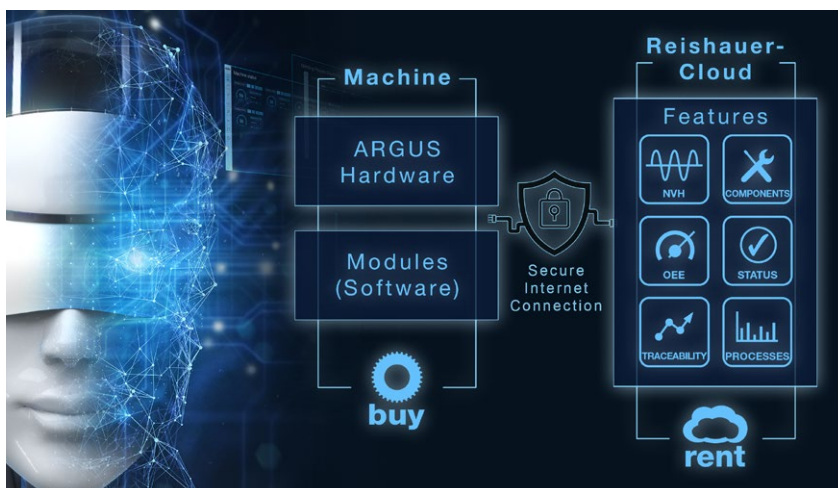 Machine
ARGUS
Hardware
Modules
(Software)
buy
Secure
Internet
Connection
Reishauer-
Cloud
Features
NVH
COMPONENTS
OEE
STATUS
TRACEABILITY
PROCESSES
rent